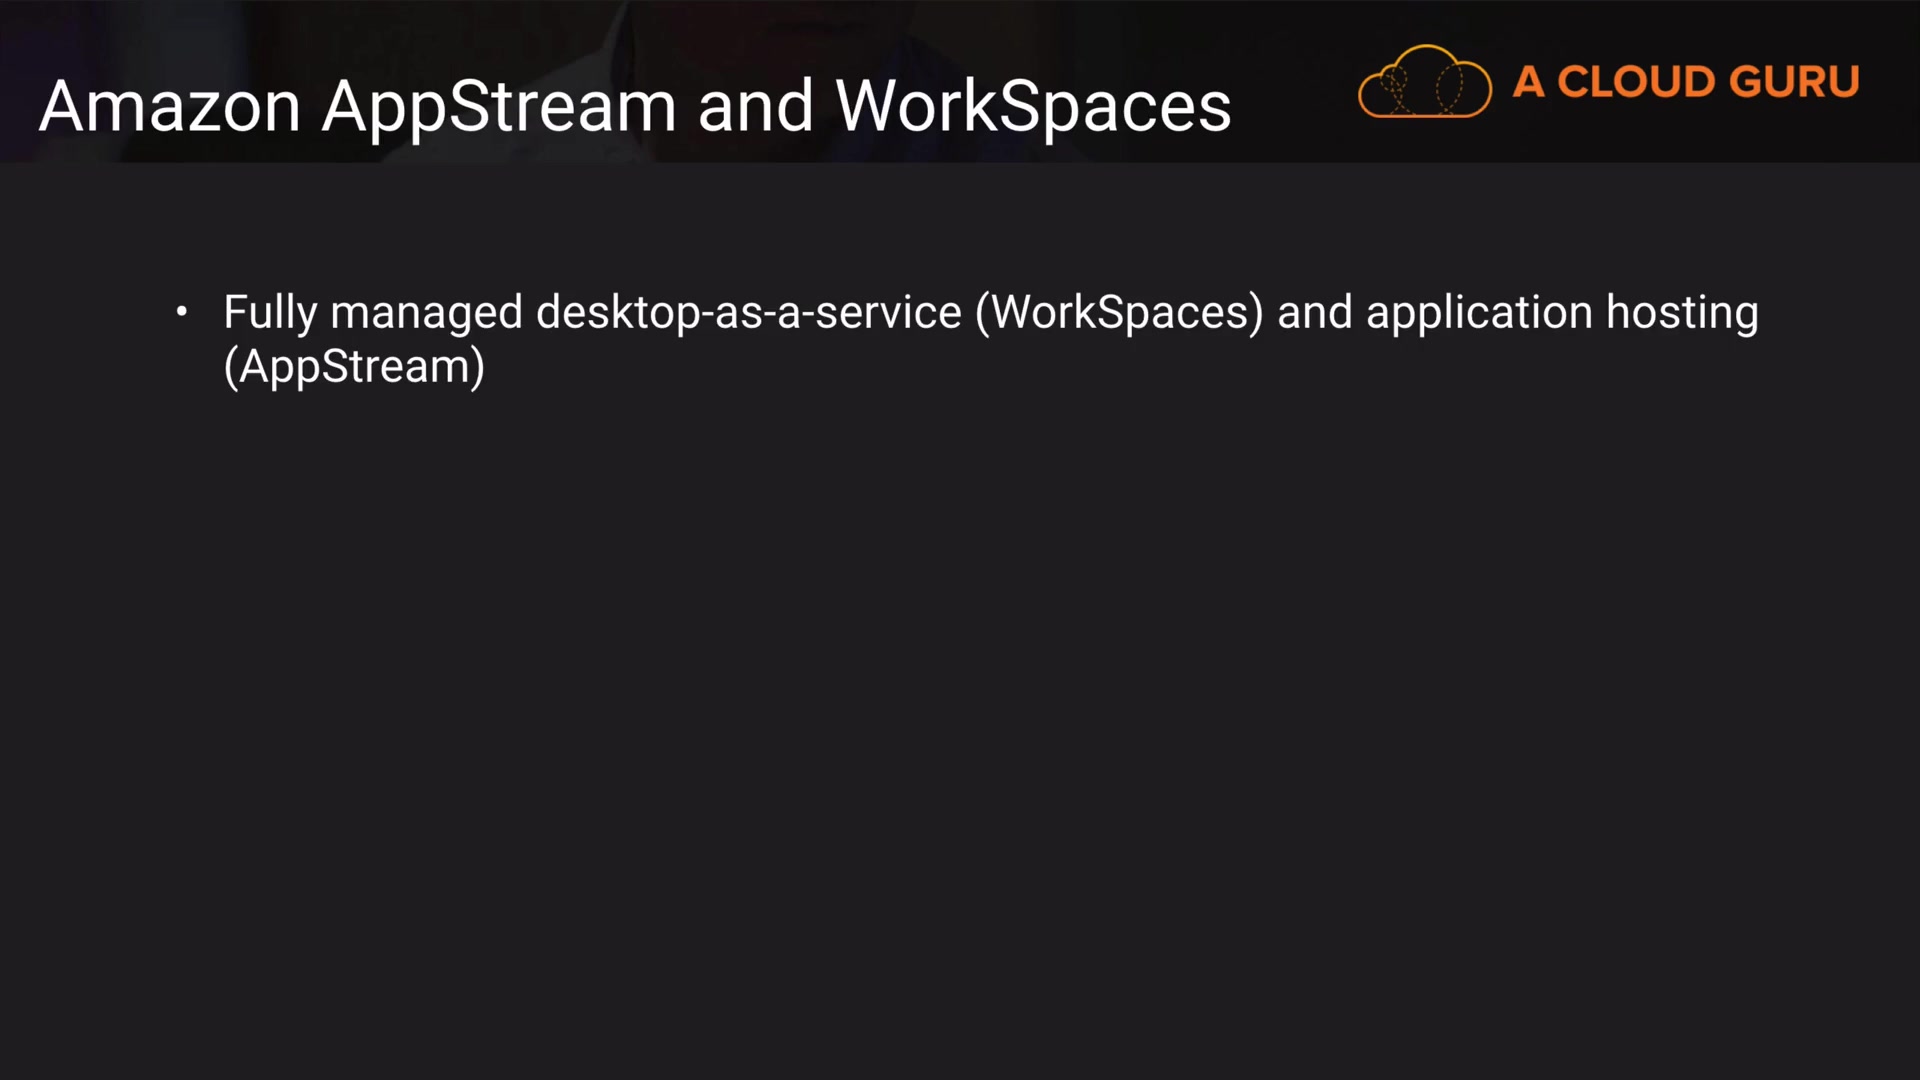 Amazon AppStream and WorkSpaces
A CLOUD GURU
• Fully managed desktop-as-a-service (WorkSpaces) and application hosting
(AppStream)